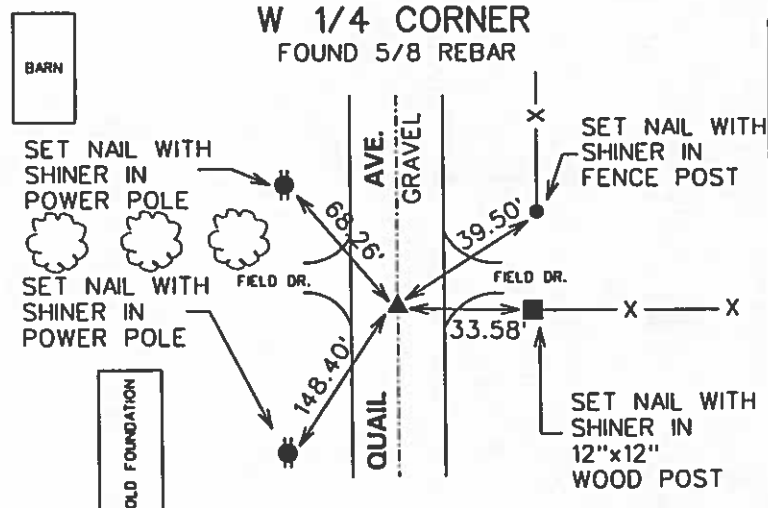 W 1/4 CORNER
FOUND 5/8 REBAR
BARN
SET NAIL WITH
SHINER IN
POWER POLE
AVE.
GRAVEL
X
SET NAIL WITH
SHINER IN
FENCE POST
68.26'
39.50'
FIELD DR.
FIELD DR.
SET NAIL WITH
SHINER IN
POWER POLE
33.58'
X
X
148.40'
QUAIL
OLD FOUNDATION
SET NAIL WITH
SHINER IN
12"x12"
WOOD POST